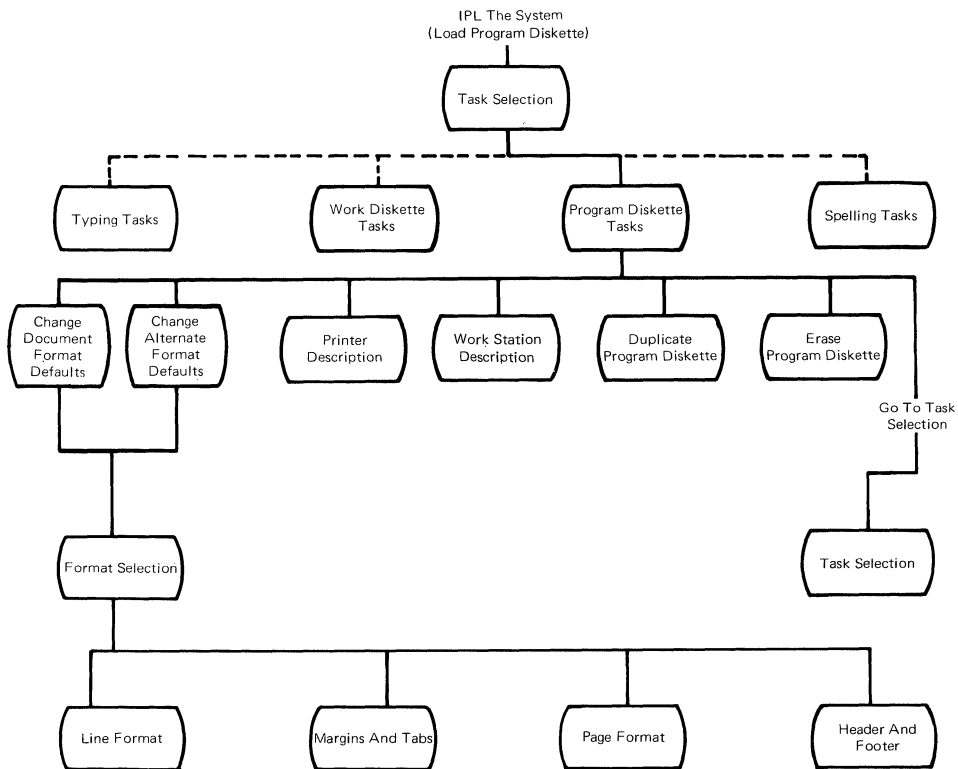 IPL The System
(Load Program Diskette)
Task Selection
Typing Tasks
Work Diskette
Tasks
Program Diskette
Tasks
Spelling Tasks
Change
Document
Format
Defaults
Change
Alternate
Format
Defaults
Printer
Description
Work Station
Description
Duplicate
Program Diskette
Erase
Program Diskette
Go To Task
Selection
Format Selection
Task Selection
Line Format
Margins And Tabs
Page Format
Header And
Footer